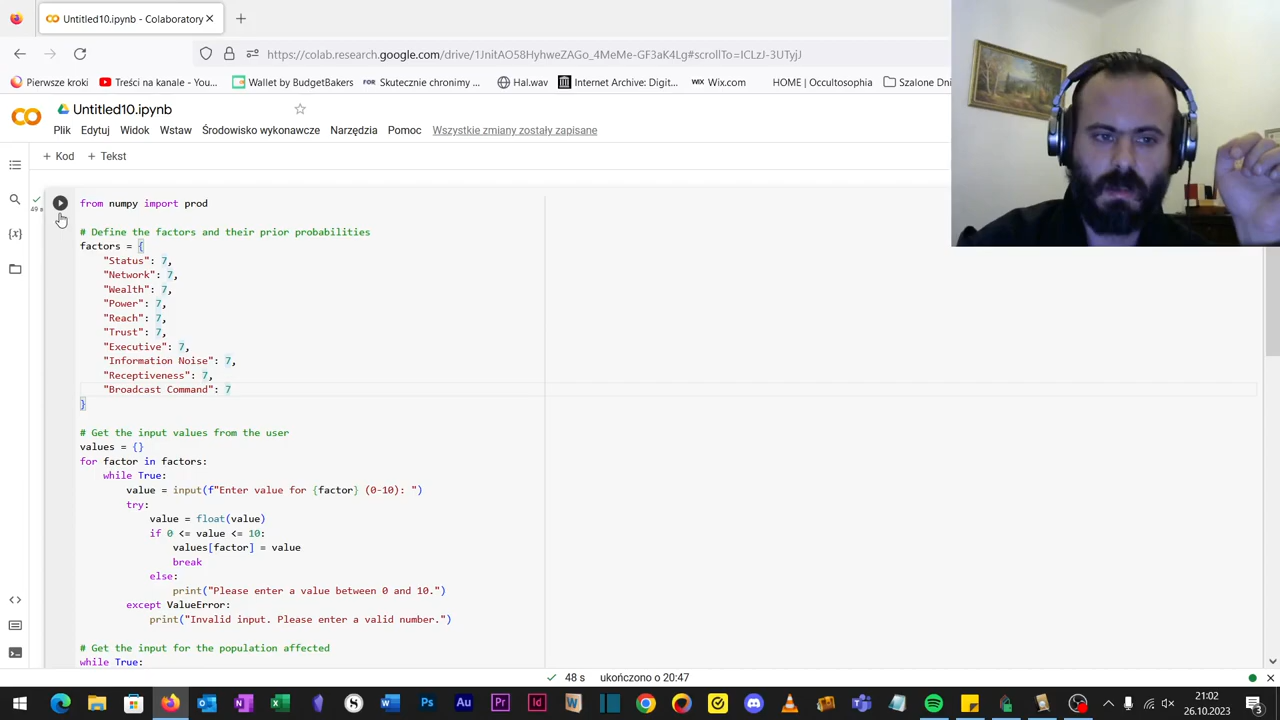 Untitled10.ipynb - Colaboratory
https://colab.research.google.com/drive/1JnitAO58HyhweZAGo_4MeMe-GF3aK4Lg#scrollTo=ICLzJ-3UTyjJ
Pierwsze kroki Treści na kanale - You... Wallet by BudgetBakers FOR Skutecznie chronimy ... Hal.wav Internet Archive: Digit... WIX Wix.com HOME | Occultosophia Szalone Dni
Untitled10.ipynb
Plik Edytuj Widok Wstaw Środowisko wykonawcze Narzędzia Pomoc Wszystkie zmiany zostały zapisane
+ Kod + Tekst
49 s
from numpy import prod
# Define the factors and their prior probabilities
factors = {
"Status": 7,
"Network": 7,
"Wealth": 7,
"Power": 7,
"Reach": 7,
"Trust": 7,
"Executive": 7,
"Information Noise": 7,
"Receptiveness": 7,
"Broadcast Command": 7
}
# Get the input values from the user
values = {}
for factor in factors:
while True:
value = input(f"Enter value for {factor} (0-10): ")
try:
value = float(value)
if 0 <= value <= 10:
values[factor] = value
break
else:
print("Please enter a value between 0 and 10.")
except ValueError:
print("Invalid input. Please enter a valid number.")
# Get the input for the population affected
while True:
48 s ukończono o 20:47
21:02
26.10.2023
3